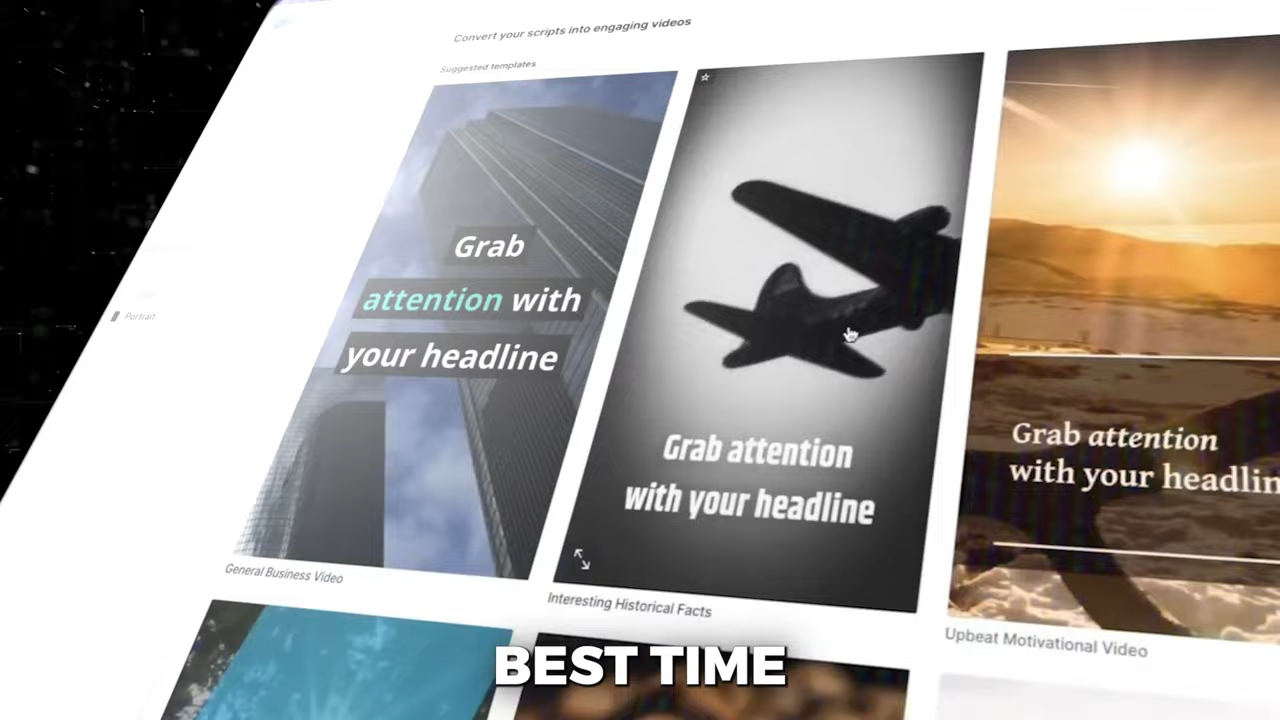 Convert your scripts into engaging videos
Suggested templates
Grab
attention with
your headline
Grab attention
with your headline
Grab attention
with your headlin
Portrait
General Business Video
Interesting Historical Facts
Upbeat Motivational Video
BEST TIME